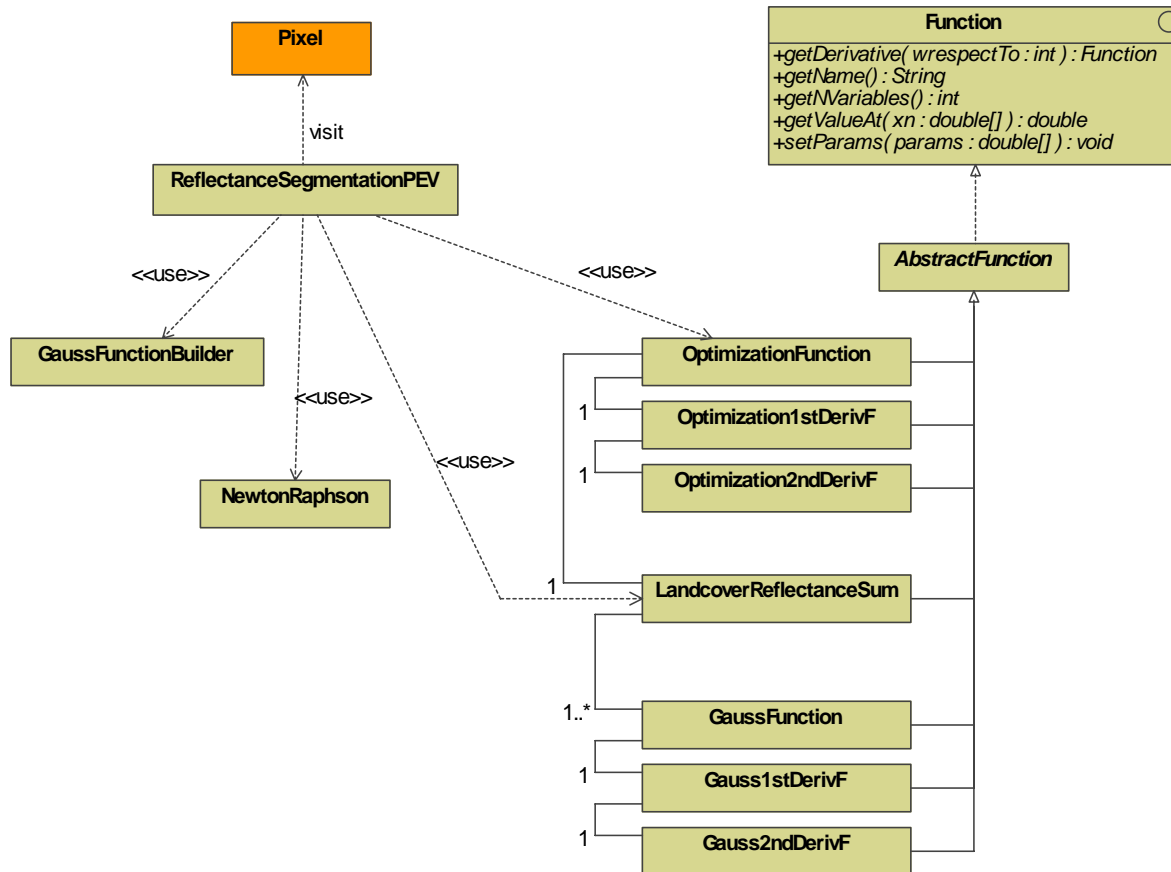 Pixel
Function
+getDerivative( wrespectTo : int ) : Function
+getName() : String
+getNVariables() : int
+getValueAt( xn : double[] ) : double
+setParams( params : double[] ) : void
visit
ReflectanceSegmentationPEV
AbstractFunction
<<use>>
<<use>>
GaussFunctionBuilder
OptimizationFunction
<<use>>
1
Optimization1stDerivF
<<use>>
1
Optimization2ndDerivF
NewtonRaphson
1
LandcoverReflectanceSum
1..*
GaussFunction
1
Gauss1stDerivF
1
Gauss2ndDerivF